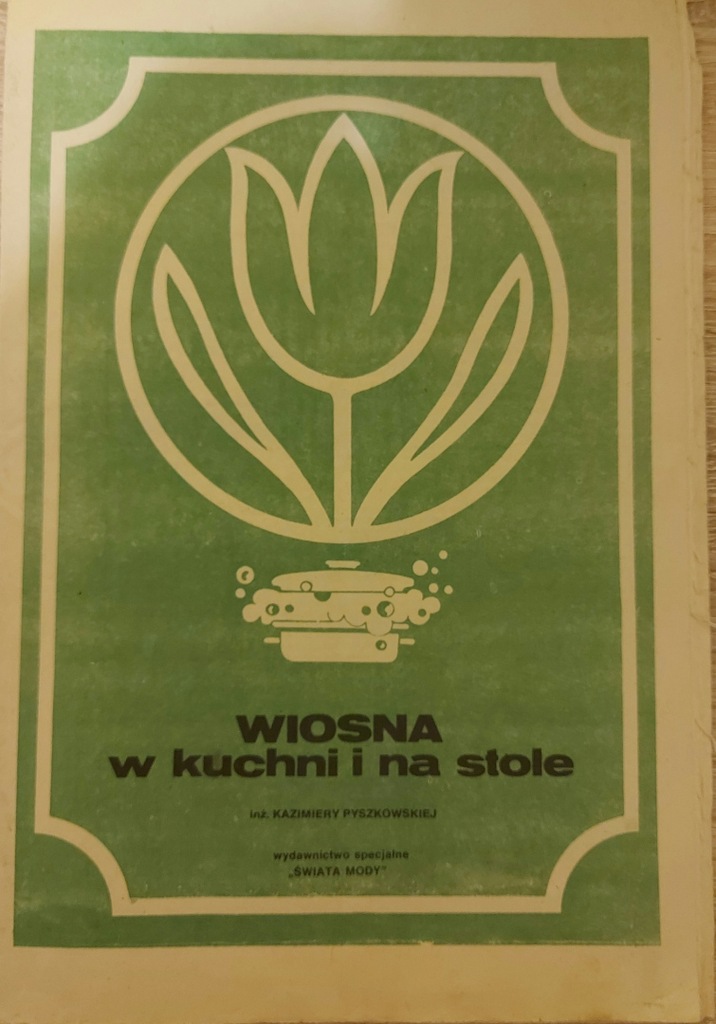 WIOSNA
w kuchni i na stole
inż. KAZIMIERY PYSZKOWSKIEJ
wydawnictwo specjalne
„ŚWIATA MODY”